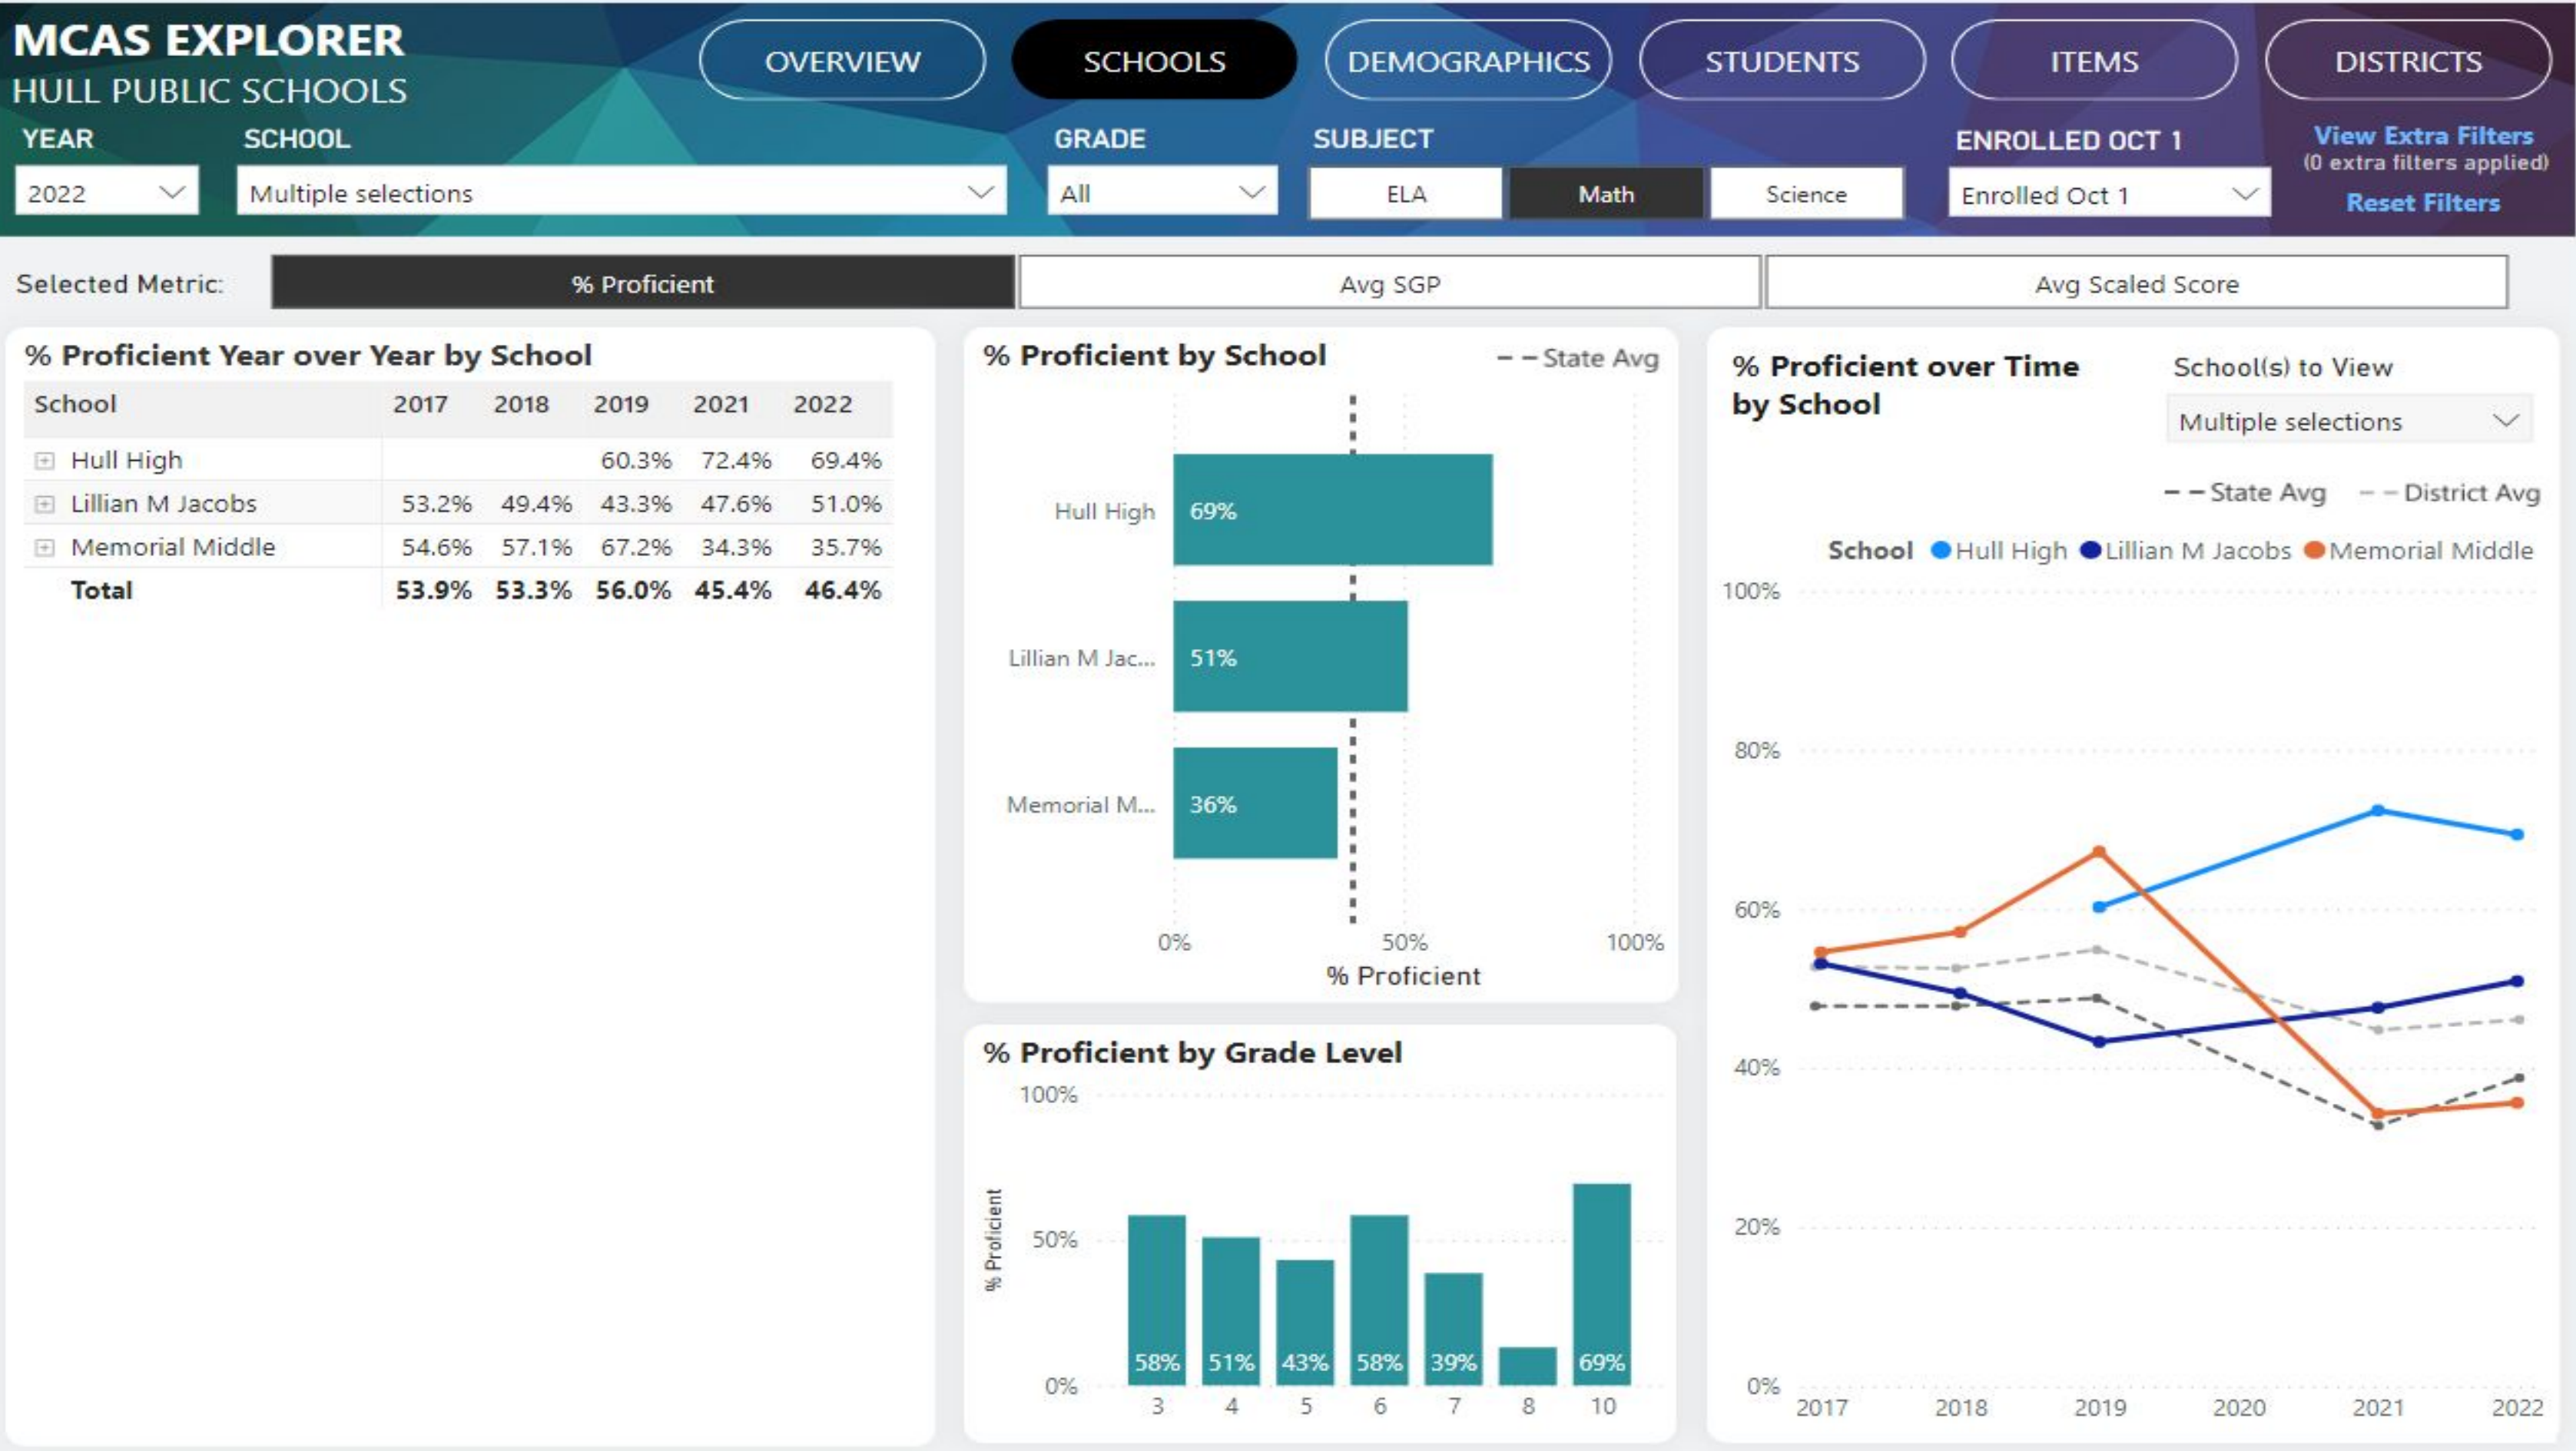 MCAS EXPLORER
HULL PUBLIC SCHOOLS
OVERVIEW
SCHOOLS
DEMOGRAPHICS
STUDENTS
ITEMS
DISTRICTS
YEAR
2022
SCHOOL
Multiple selections
GRADE
All
SUBJECT
ELA
Math
Science
ENROLLED OCT 1
Enrolled Oct 1
View Extra Filters
(0 extra filters applied)
Reset Filters
Selected Metric:
% Proficient
Avg SGP
Avg Scaled Score
% Proficient Year over Year by School
School 2017 2018 2019 2021 2022
Hull High 60.3% 72.4% 69.4%
Lillian M Jacobs 53.2% 49.4% 43.3% 47.6% 51.0%
Memorial Middle 54.6% 57.1% 67.2% 34.3% 35.7%
Total 53.9% 53.3% 56.0% 45.4% 46.4%
% Proficient by School
State Avg
Hull High 69%
Lillian M Jac... 51%
Memorial M... 36%
0% 50% 100%
% Proficient
% Proficient by Grade Level
100%
50%
0%
% Proficient
58% 51% 43% 58% 39% 69%
3 4 5 6 7 8 10
% Proficient over Time
by School
School(s) to View
Multiple selections
State Avg District Avg
School Hull High Lillian M Jacobs Memorial Middle
100%
80%
60%
40%
20%
0%
2017 2018 2019 2020 2021 2022